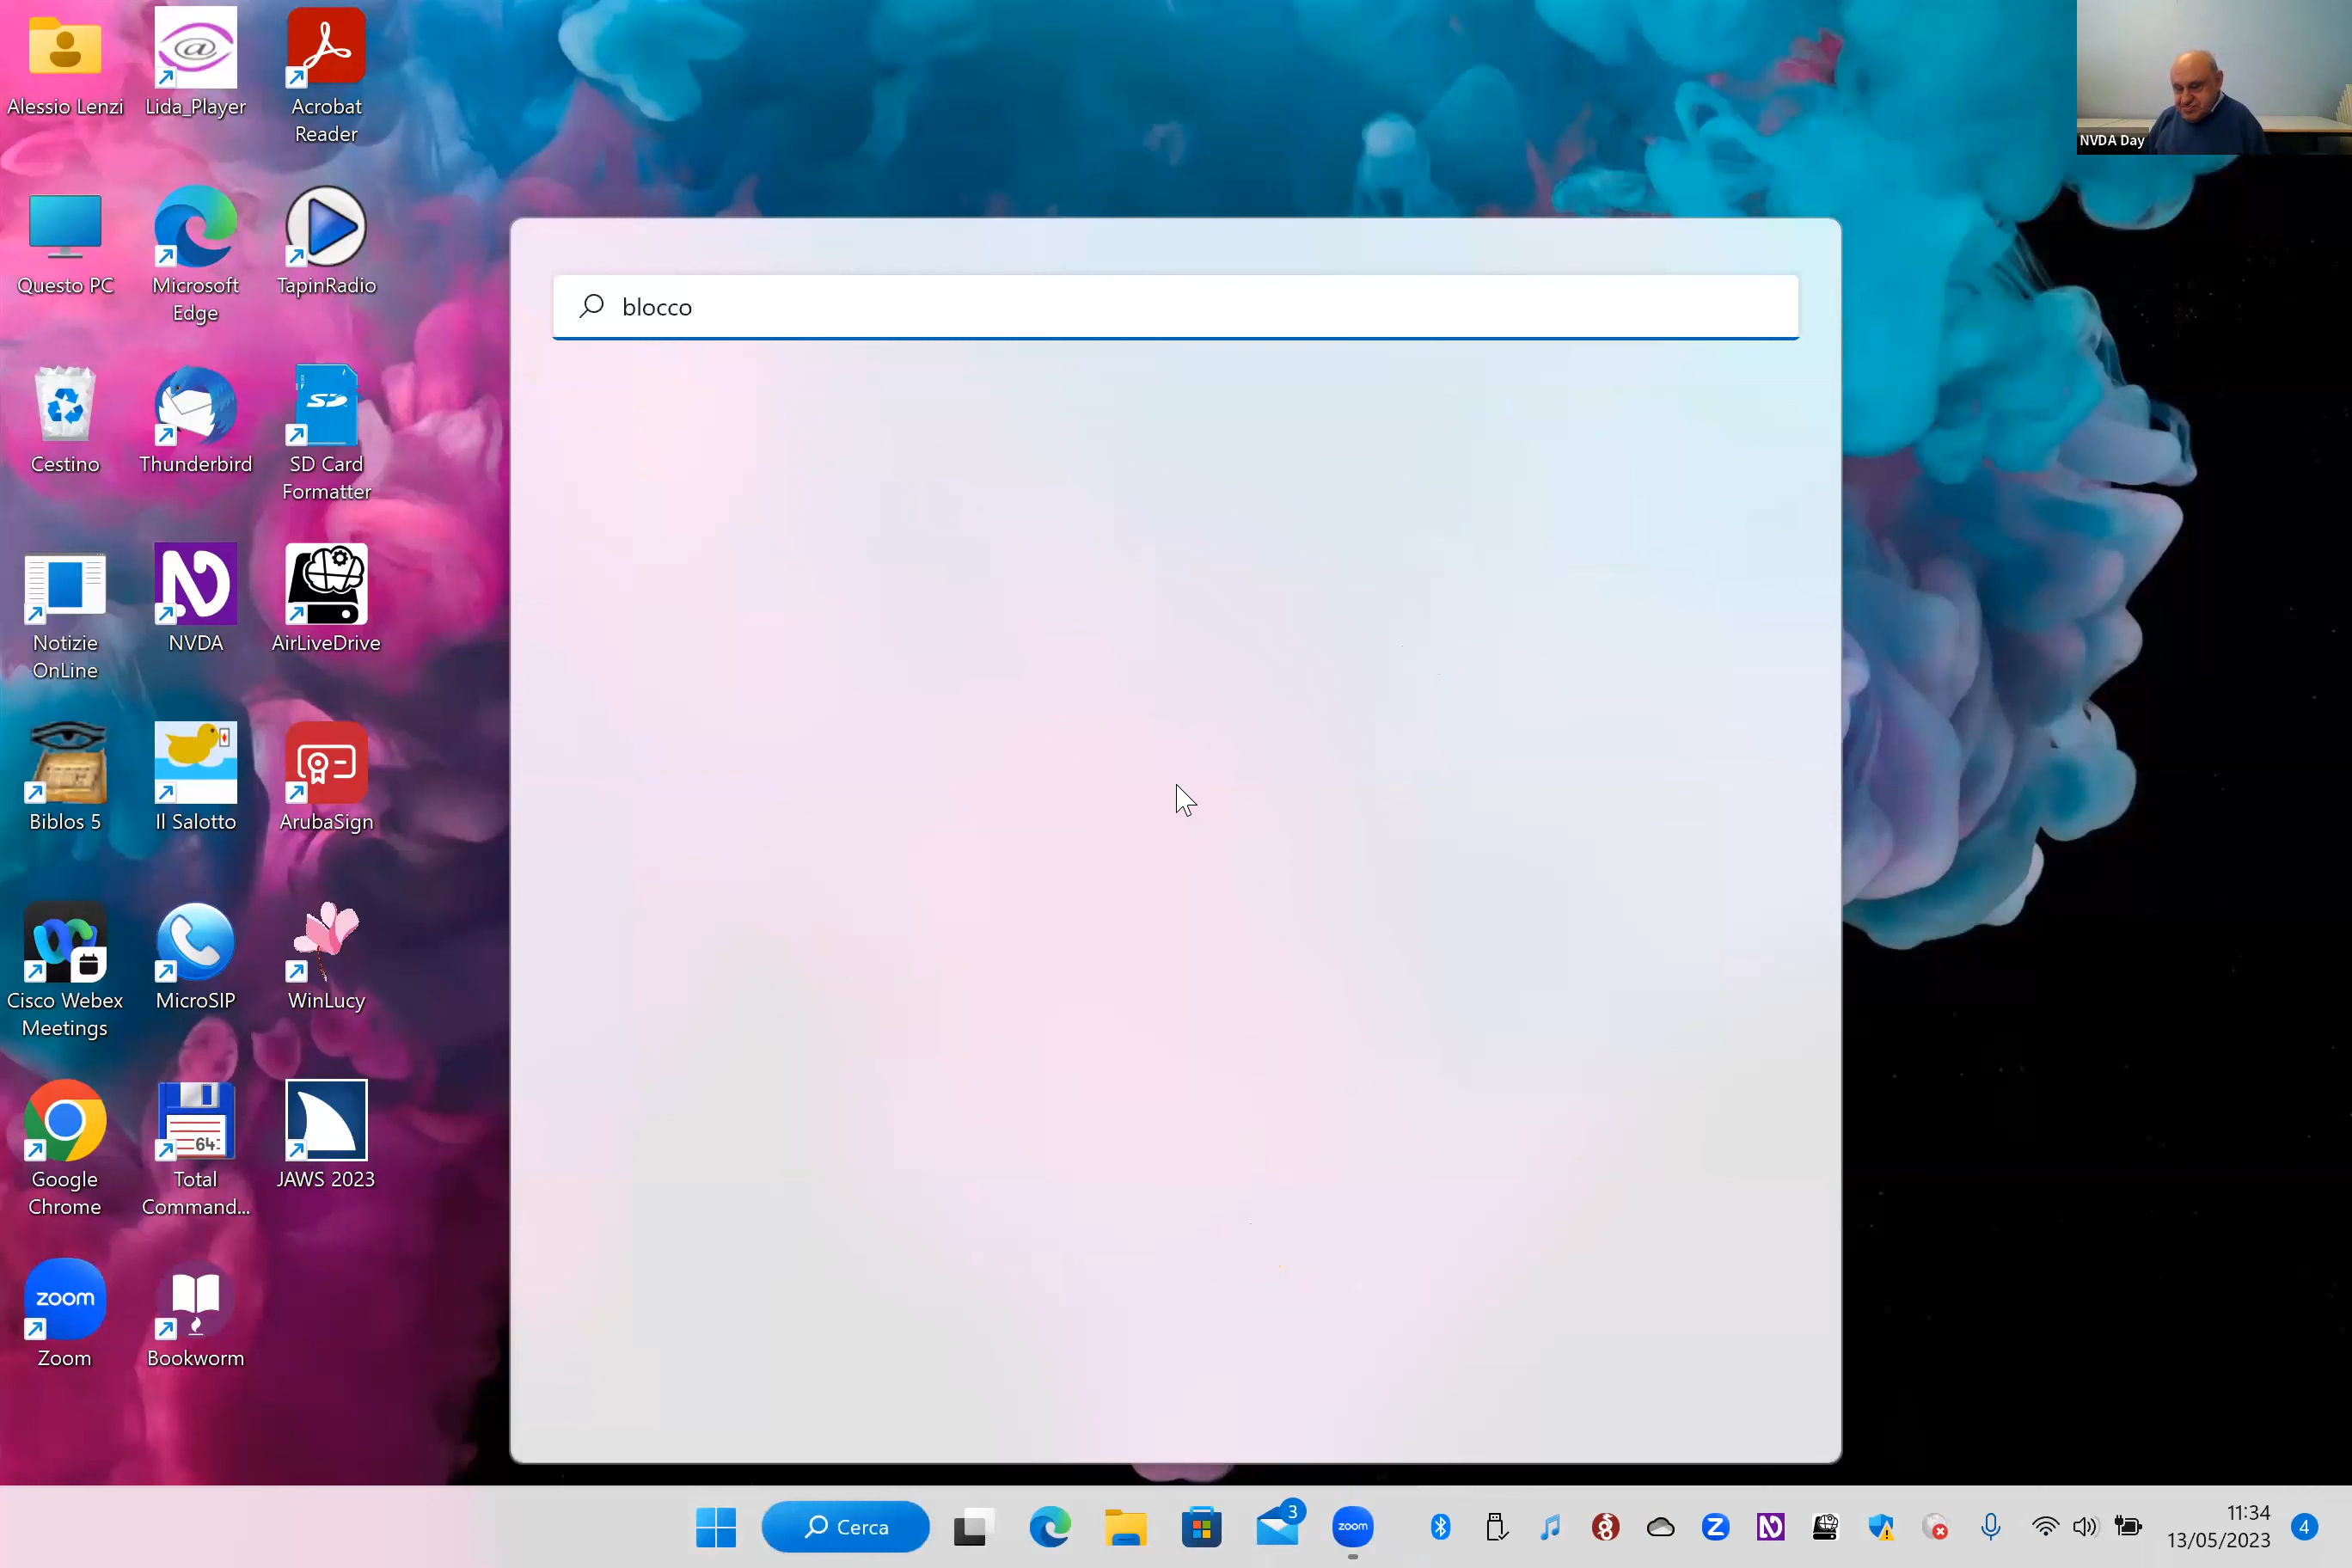 Alessio Lenzi
Lida_Player
Acrobat
Reader
NVDA Day
Questo PC
Microsoft
Edge
TapinRadio
blocco
Cestino
Thunderbird
SD
SD Card
Formatter
Notizie
OnLine
NVDA
AirLiveDrive
Biblos 5
Il Salotto
ArubaSign
Cisco Webex
Meetings
MicroSIP
WinLucy
64
Google
Chrome
Total
Command...
JAWS 2023
zoom
Zoom
Bookworm
Cerca
3
zoom
Z
11:34
13/05/2023
4